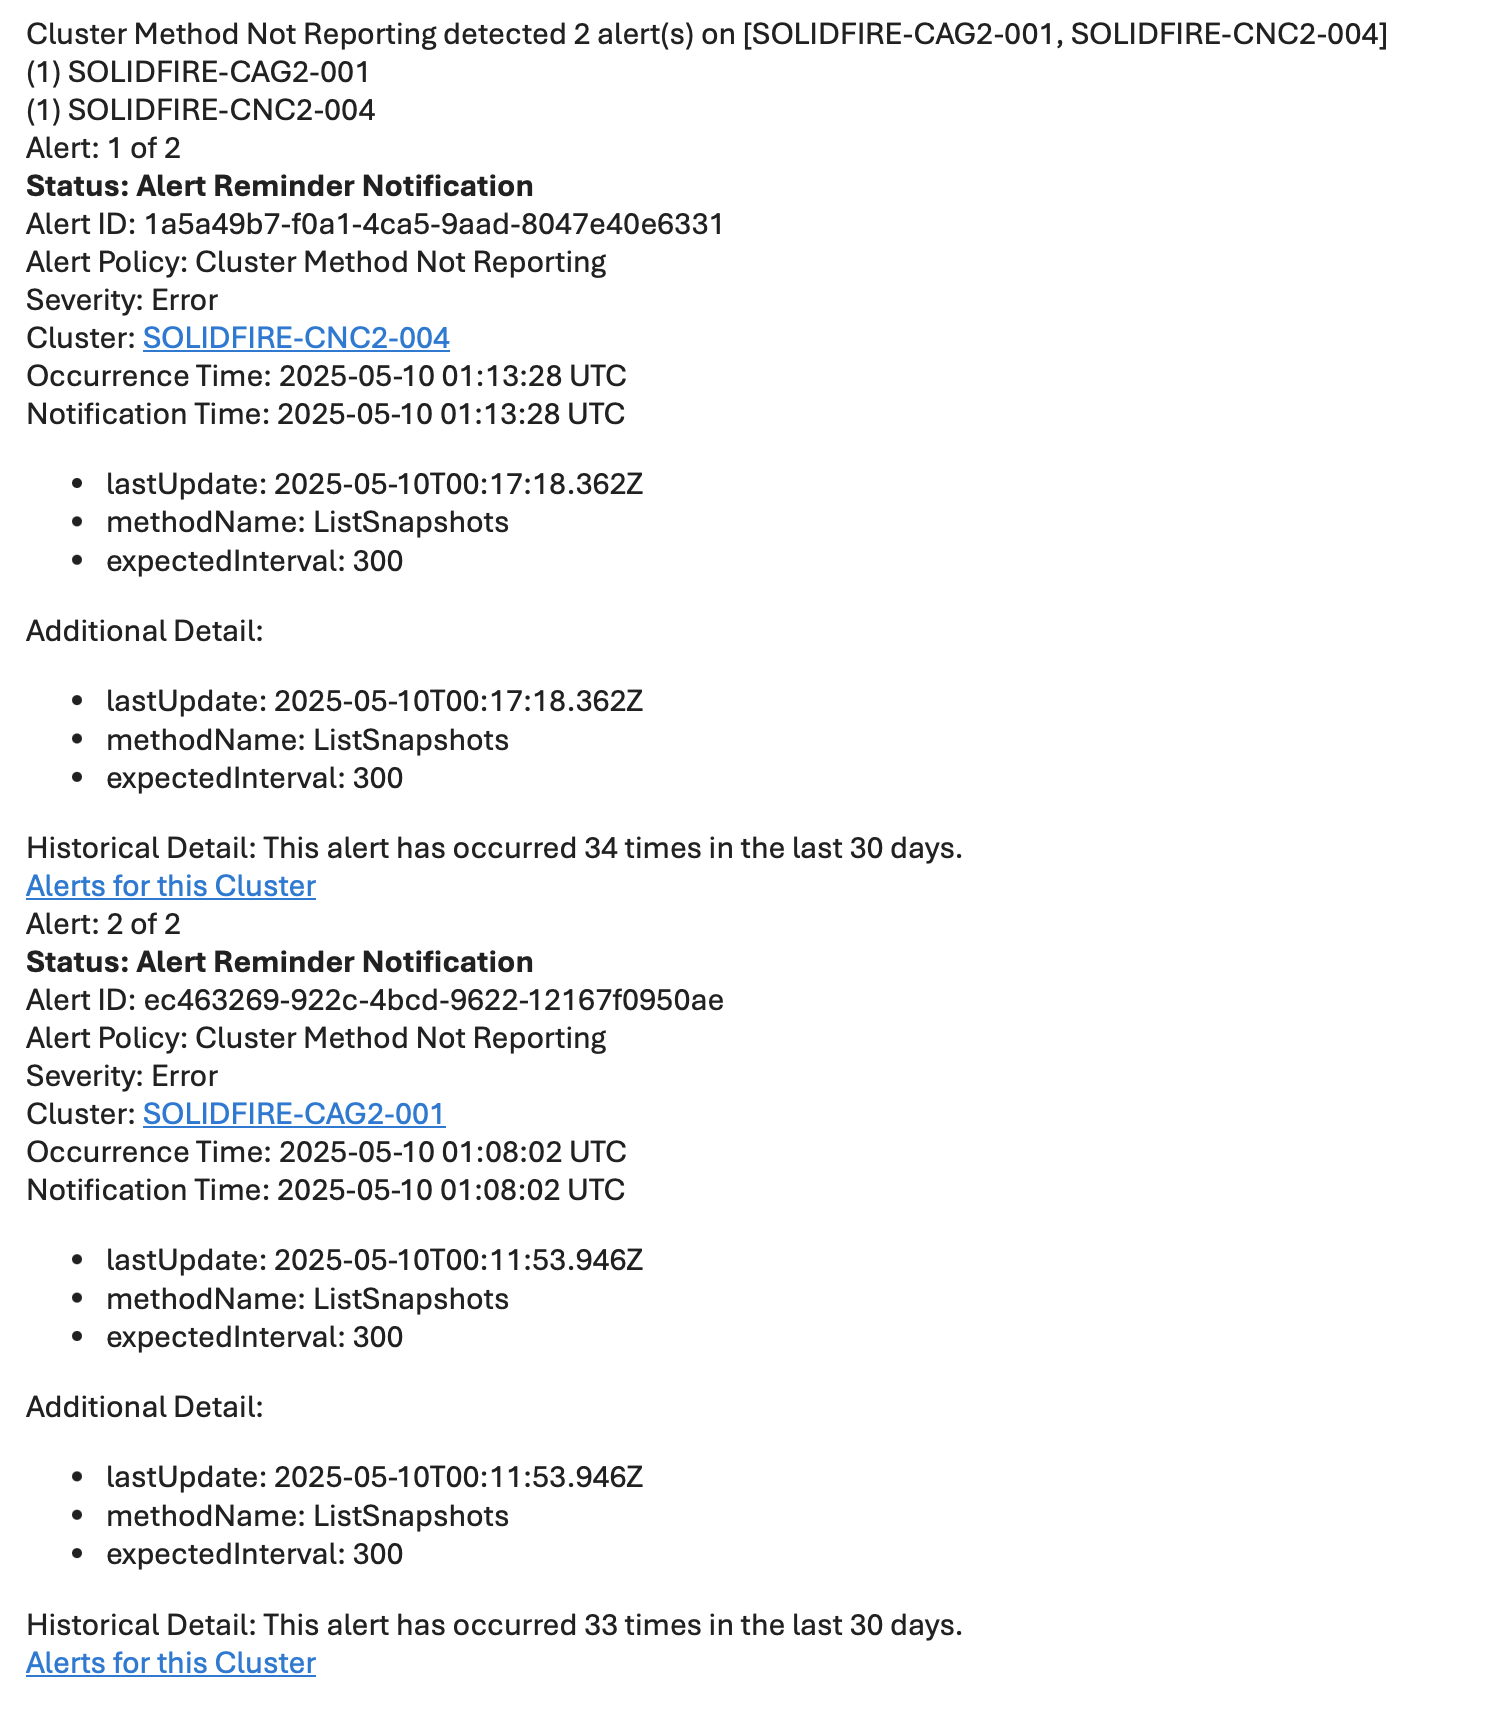 Cluster Method Not Reporting detected 2 alert(s) on [SOLIDFIRE-CAG2-001, SOLIDFIRE-CNC2-004]
(1) SOLIDFIRE-CAG2-001
(1) SOLIDFIRE-CNC2-004
Alert: 1 of 2
Status: Alert Reminder Notification
Alert ID: 1a5a49b7-f0a1-4ca5-9aad-8047e40e6331
Alert Policy: Cluster Method Not Reporting
Severity: Error
Cluster: SOLIDFIRE-CNC2-004
Occurrence Time: 2025-05-10 01:13:28 UTC
Notification Time: 2025-05-10 01:13:28 UTC
• lastUpdate: 2025-05-10T00:17:18.362Z
• methodName: ListSnapshots
• expectedInterval: 300
Additional Detail:
• lastUpdate: 2025-05-10T00:17:18.362Z
• methodName: ListSnapshots
• expectedInterval: 300
Historical Detail: This alert has occurred 34 times in the last 30 days.
Alerts for this Cluster
Alert: 2 of 2
Status: Alert Reminder Notification
Alert ID: ec463269-922c-4bcd-9622-12167f0950ae
Alert Policy: Cluster Method Not Reporting
Severity: Error
Cluster: SOLIDFIRE-CAG2-001
Occurrence Time: 2025-05-10 01:08:02 UTC
Notification Time: 2025-05-10 01:08:02 UTC
• lastUpdate: 2025-05-10T00:11:53.946Z
• methodName: ListSnapshots
• expectedInterval: 300
Additional Detail:
• lastUpdate: 2025-05-10T00:11:53.946Z
• methodName: ListSnapshots
• expectedInterval: 300
Historical Detail: This alert has occurred 33 times in the last 30 days.
Alerts for this Cluster